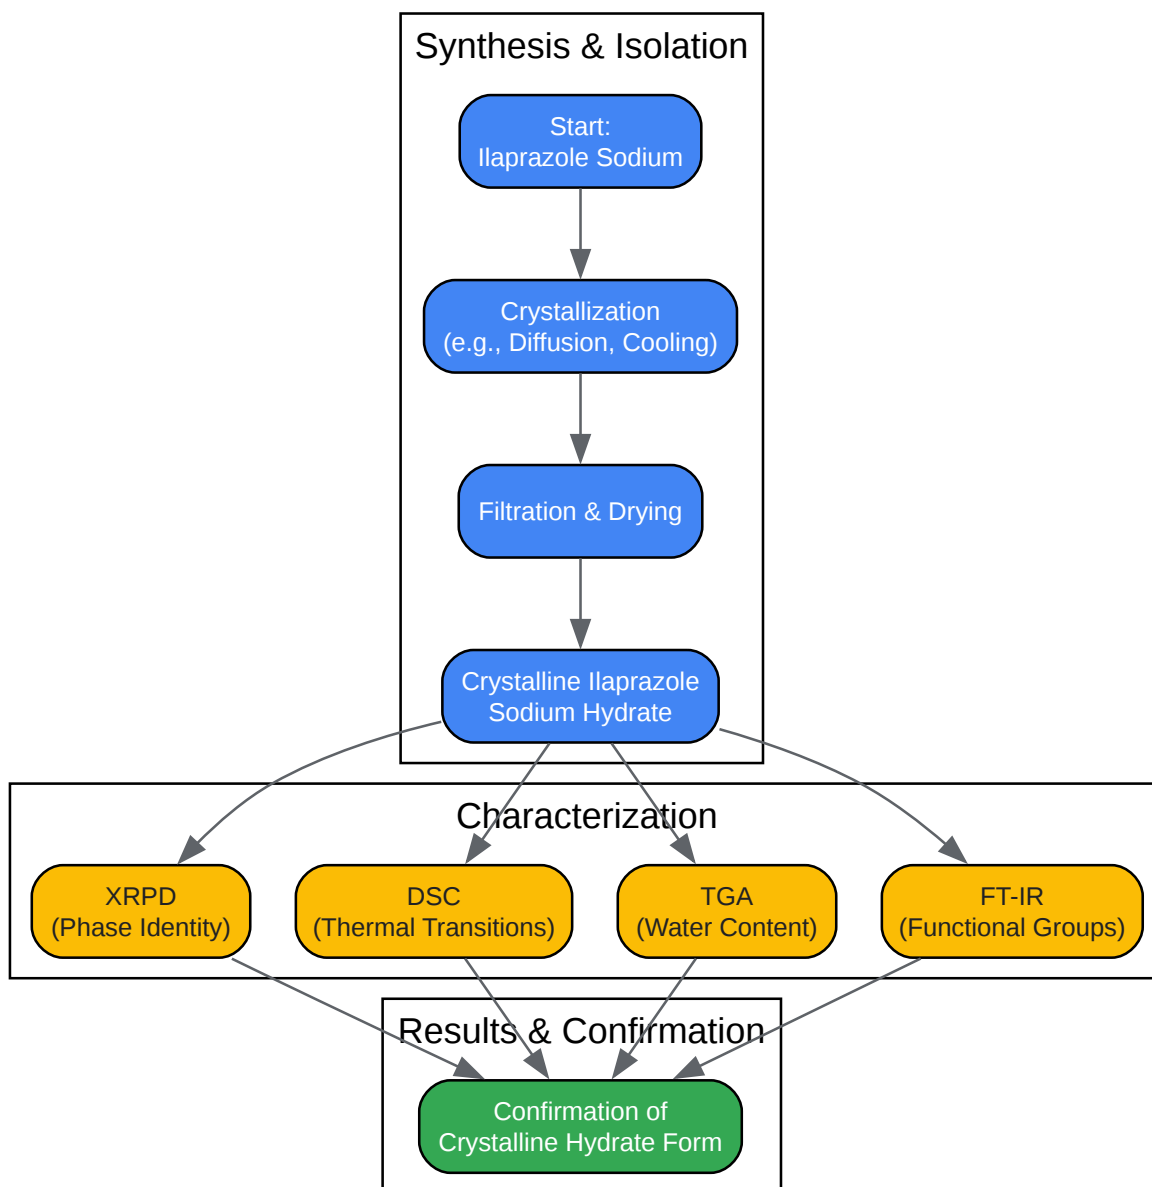 Synthesis & Isolation
Start:
Ilaprazole Sodium
Crystallization
(e.g., Diffusion, Cooling)
Filtration & Drying
Crystalline Ilaprazole
Sodium Hydrate
Characterization
XRPD
(Phase Identity)
DSC
(Thermal Transitions)
TGA
(Water Content)
FT-IR
(Functional Groups)
Results & Confirmation
Confirmation of
Crystalline Hydrate Form